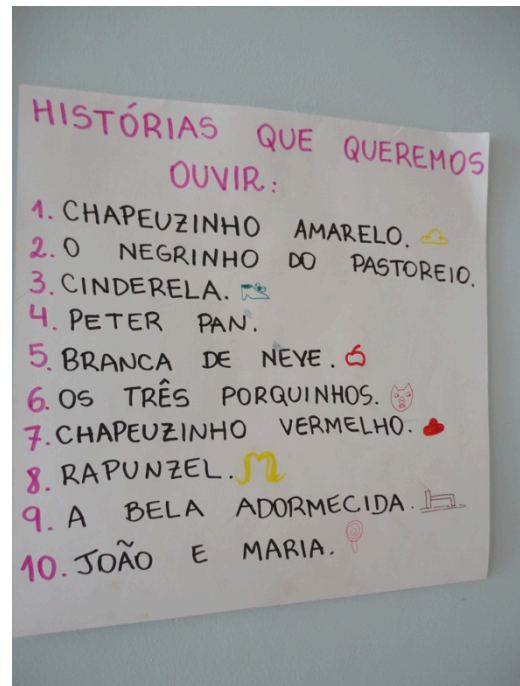 HISTÓRIAS QUE QUEREMOS
OUVIR:
1. CHAPEUZINHO AMARELO.
2. O NEGRINHO DO PASTOREIO.
3. CINDERELA.
4. PETER PAN.
5. BRANCA DE NEVE.
6. OS TRÊS PORQUINHOS.
7. CHAPEUZINHO VERMELHO.
8. RAPUNZEL.
9. A BELA ADORMECIDA.
10. JOÃO E MARIA.